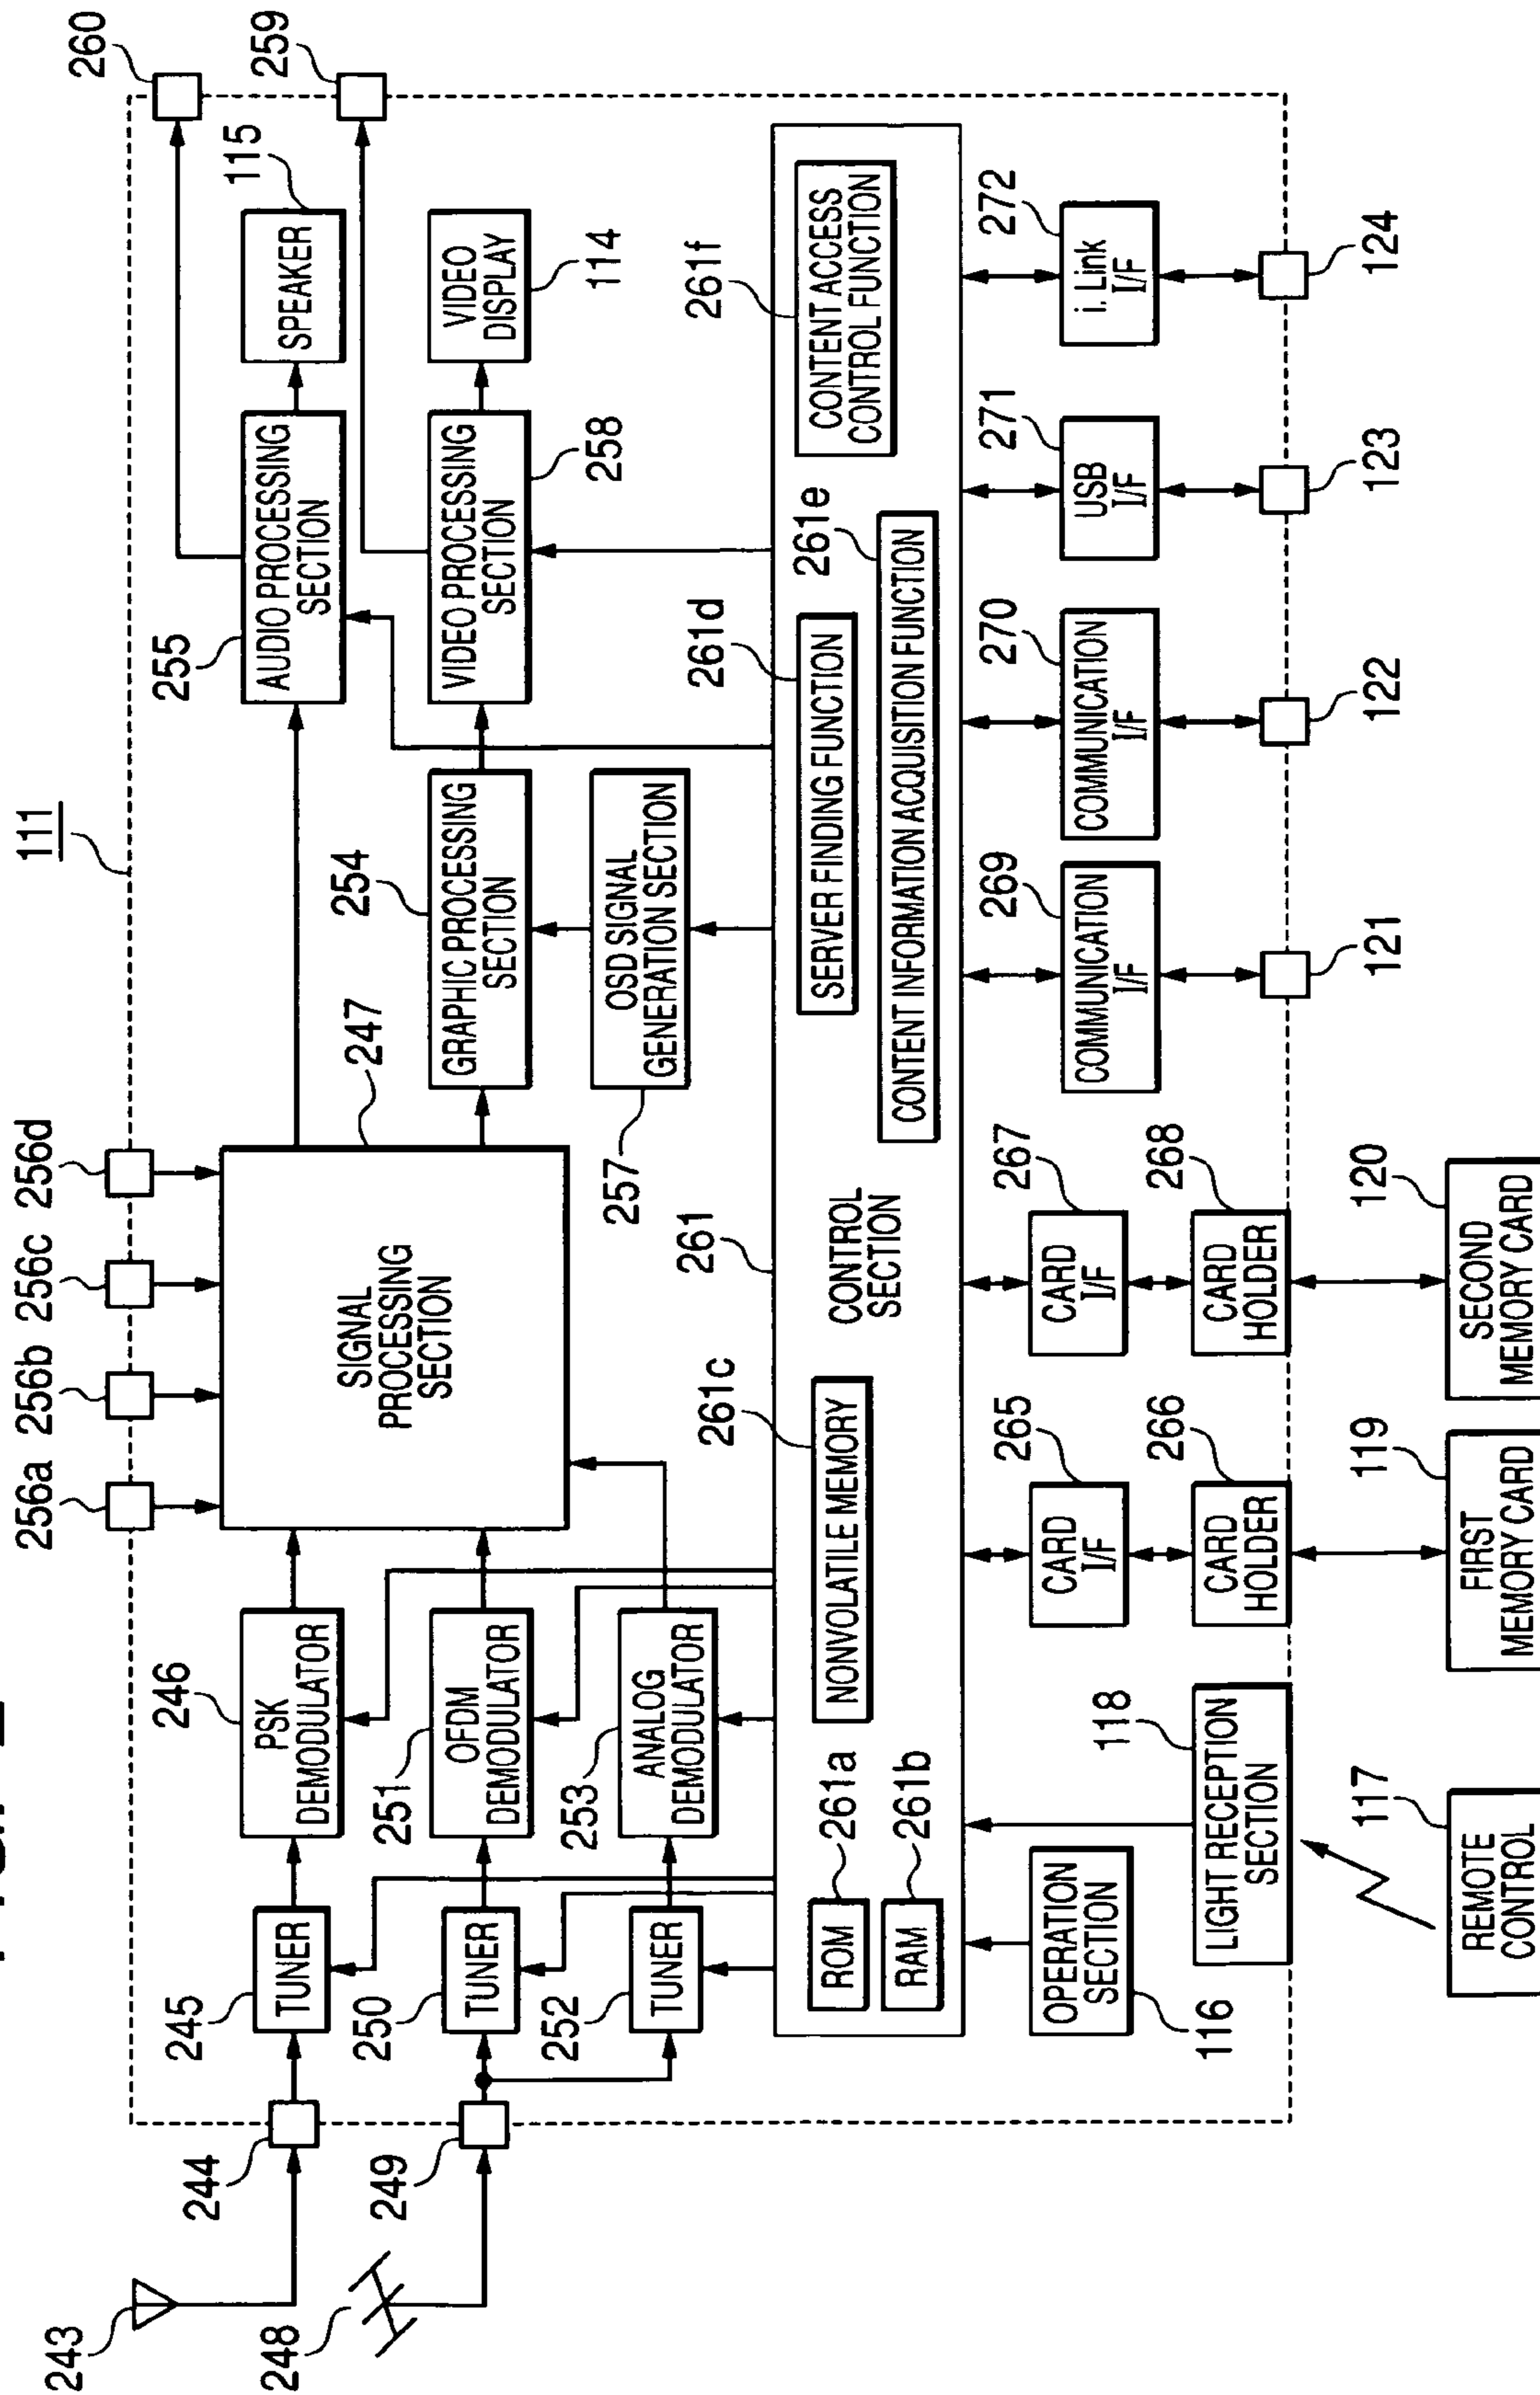 111
260
259
256a
256b
256c
256d
243
244
245
TUNER
246
PSK
DEMODULATOR
SIGNAL
PROCESSING
SECTION
247
255
AUDIO PROCESSING
SECTION
SPEAKER
115
248
249
250
TUNER
251
OFDM
DEMODULATOR
254
GRAPHIC PROCESSING
SECTION
VIDEO PROCESSING
SECTION
258
VIDEO
DISPLAY
114
252
TUNER
253
ANALOG
DEMODULATOR
257
OSD SIGNAL
GENERATION SECTION
261
CONTROL
SECTION
ROM
261a
RAM
261b
NONVOLATILE MEMORY
261c
SERVER FINDING FUNCTION
261d
CONTENT INFORMATION ACQUISITION FUNCTION
261e
CONTENT ACCESS
CONTROL FUNCTION
261f
OPERATION
SECTION
116
LIGHT RECEPTION
SECTION
118
CARD
I/F
265
CARD
HOLDER
266
CARD
I/F
267
CARD
HOLDER
268
COMMUNICATION
I/F
269
COMMUNICATION
I/F
270
USB
I/F
271
i. Link
I/F
272
121
122
123
124
REMOTE
CONTROL
117
FIRST
MEMORY CARD
119
SECOND
MEMORY CARD
120